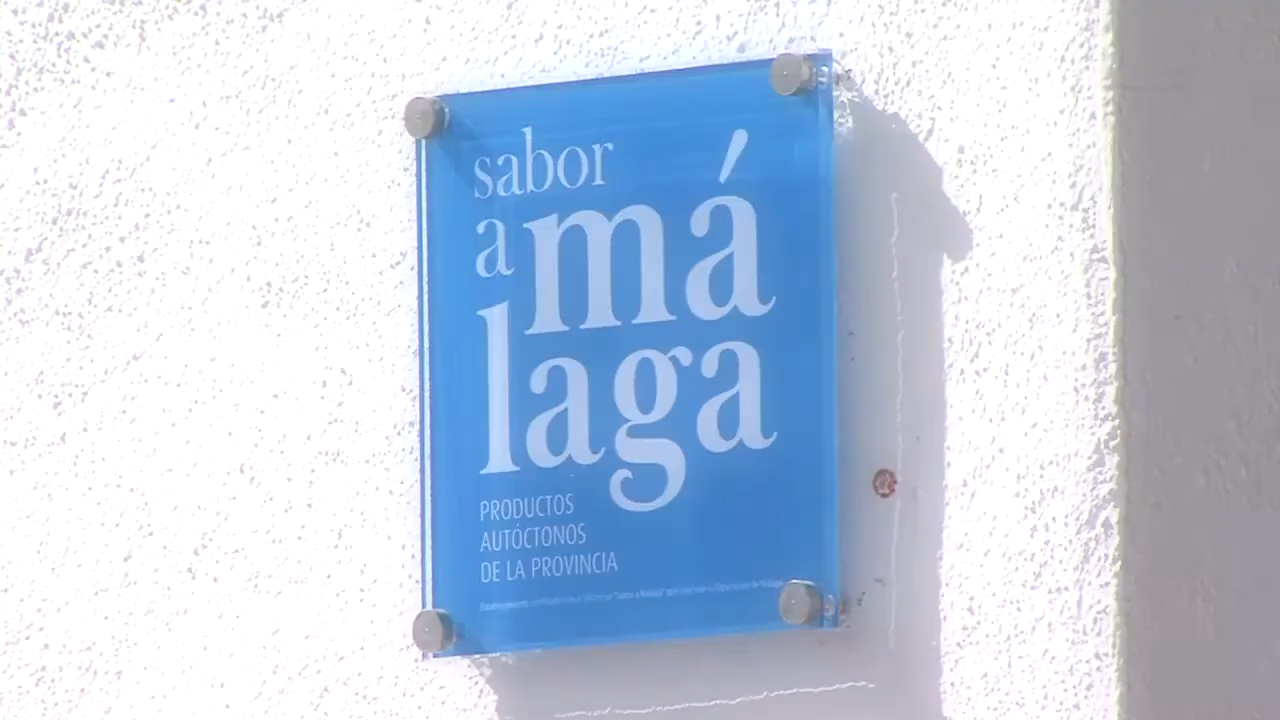 sabor
a má
laga
PRODUCTOS
AUTÓCTONOS
DE LA PROVINCIA